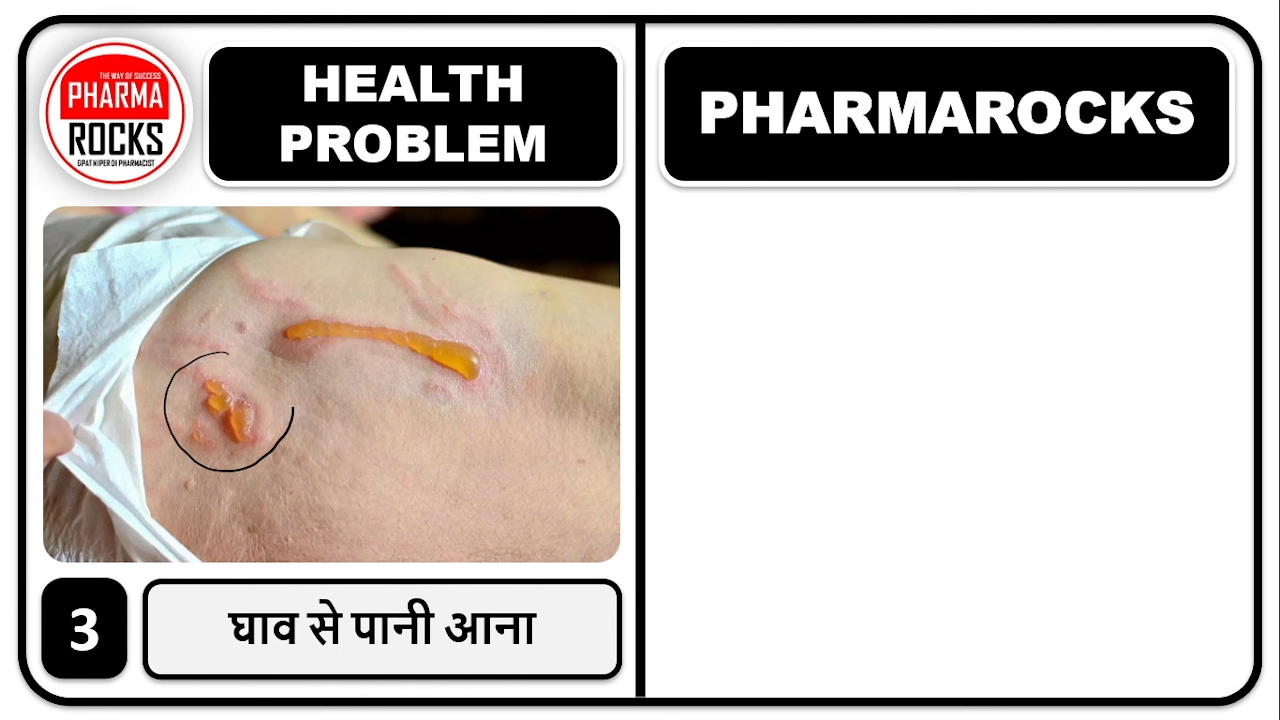 THE WAY OF SUCCESS
PHARMA
ROCKS
GPAT NIPER DI PHARMACIST
HEALTH
PROBLEM
PHARMAROCKS
3
घाव से पानी आना